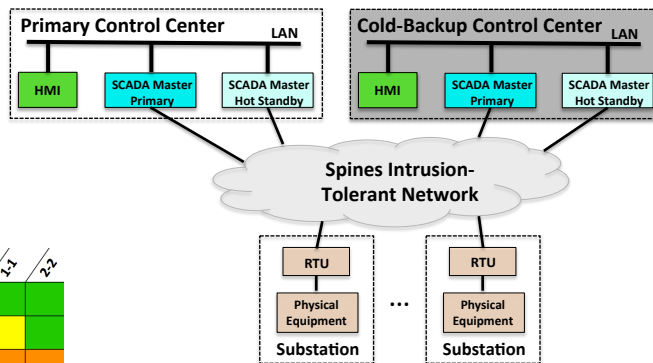 Primary Control Center
LAN
HMI
SCADA Master
Primary
SCADA Master
Hot Standby
Cold-Backup Control Center
LAN
HMI
SCADA Master
Primary
SCADA Master
Hot Standby
Spines Intrusion-
Tolerant Network
1-1
2-2
RTU
Physical
Equipment
Substation
...
RTU
Physical
Equipment
Substation